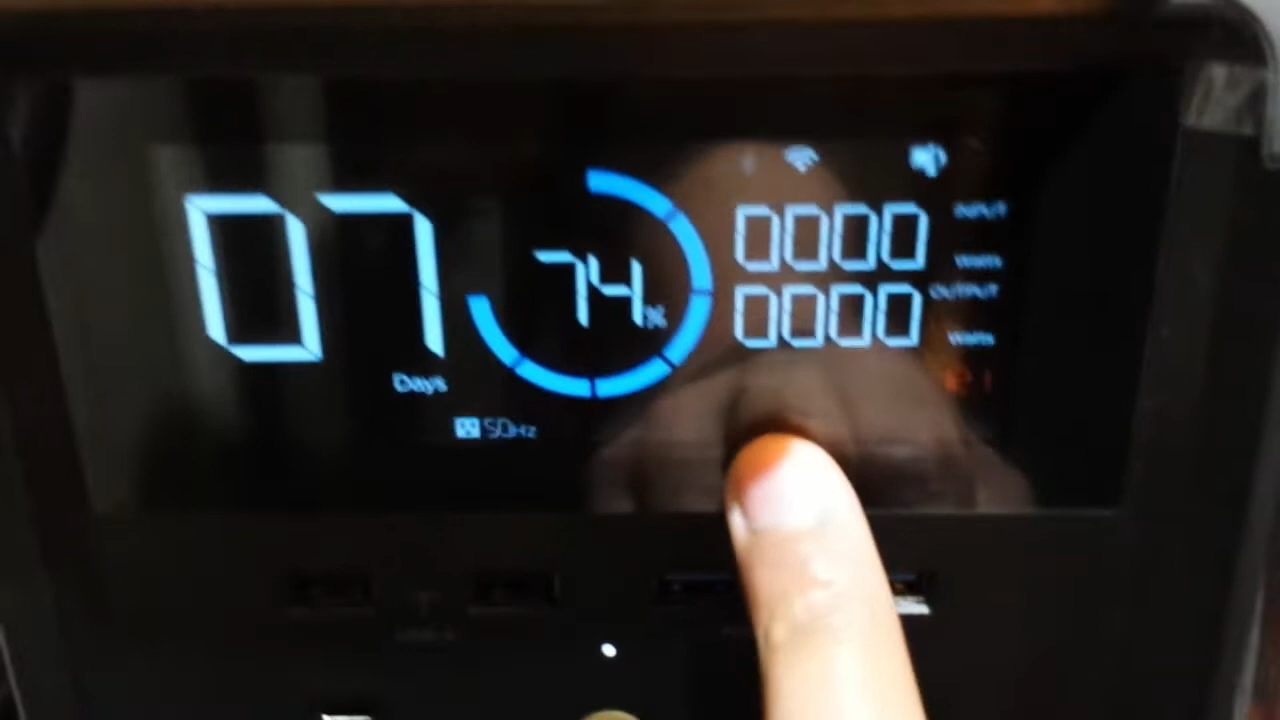 07
Days
74%
50Hz
0000 INPUT
watts
0000 OUTPUT
watts